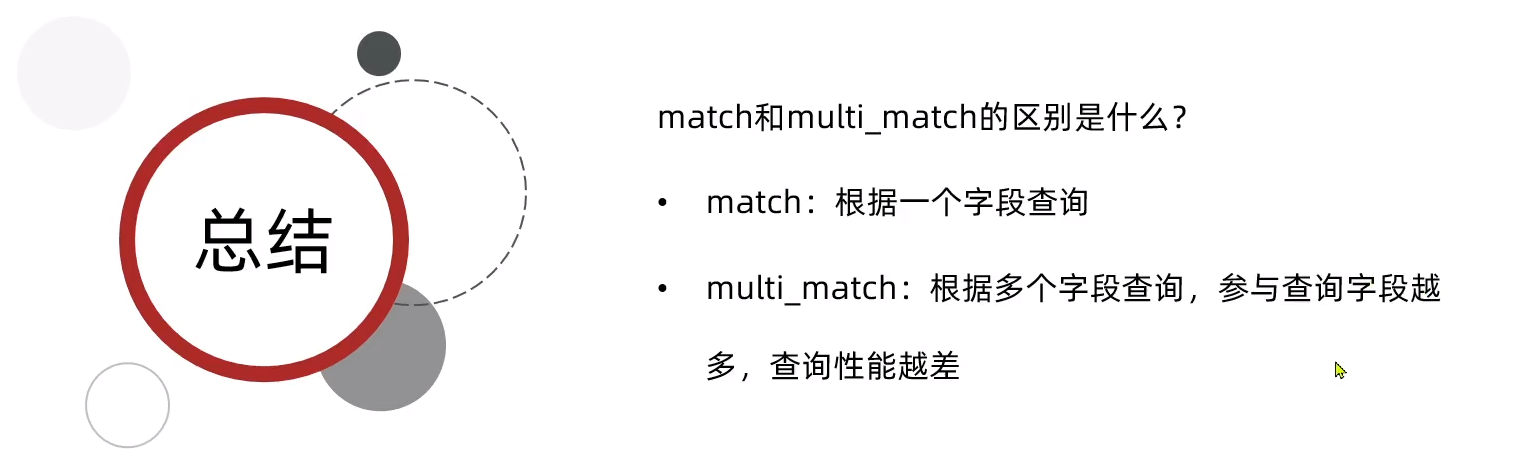 总结
match和multi_match的区别是什么？
• match：根据一个字段查询
• multi_match：根据多个字段查询，参与查询字段越
多，查询性能越差